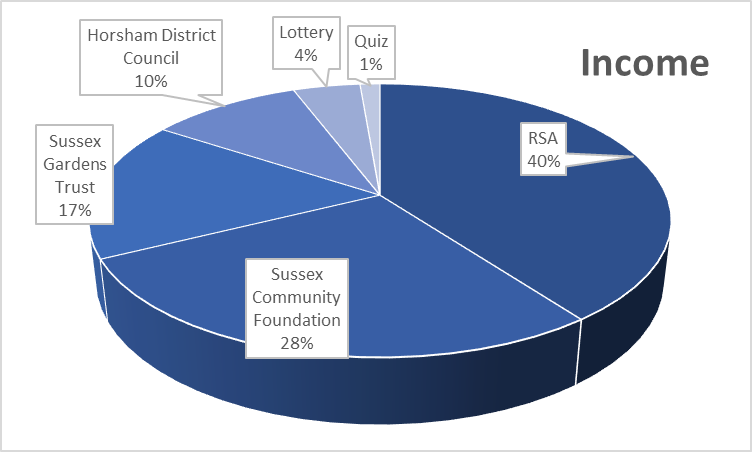 Income
Horsham District
Council
10%
Lottery
4%
Quiz
1%
RSA
40%
Sussex
Gardens
Trust
17%
Sussex
Community
Foundation
28%